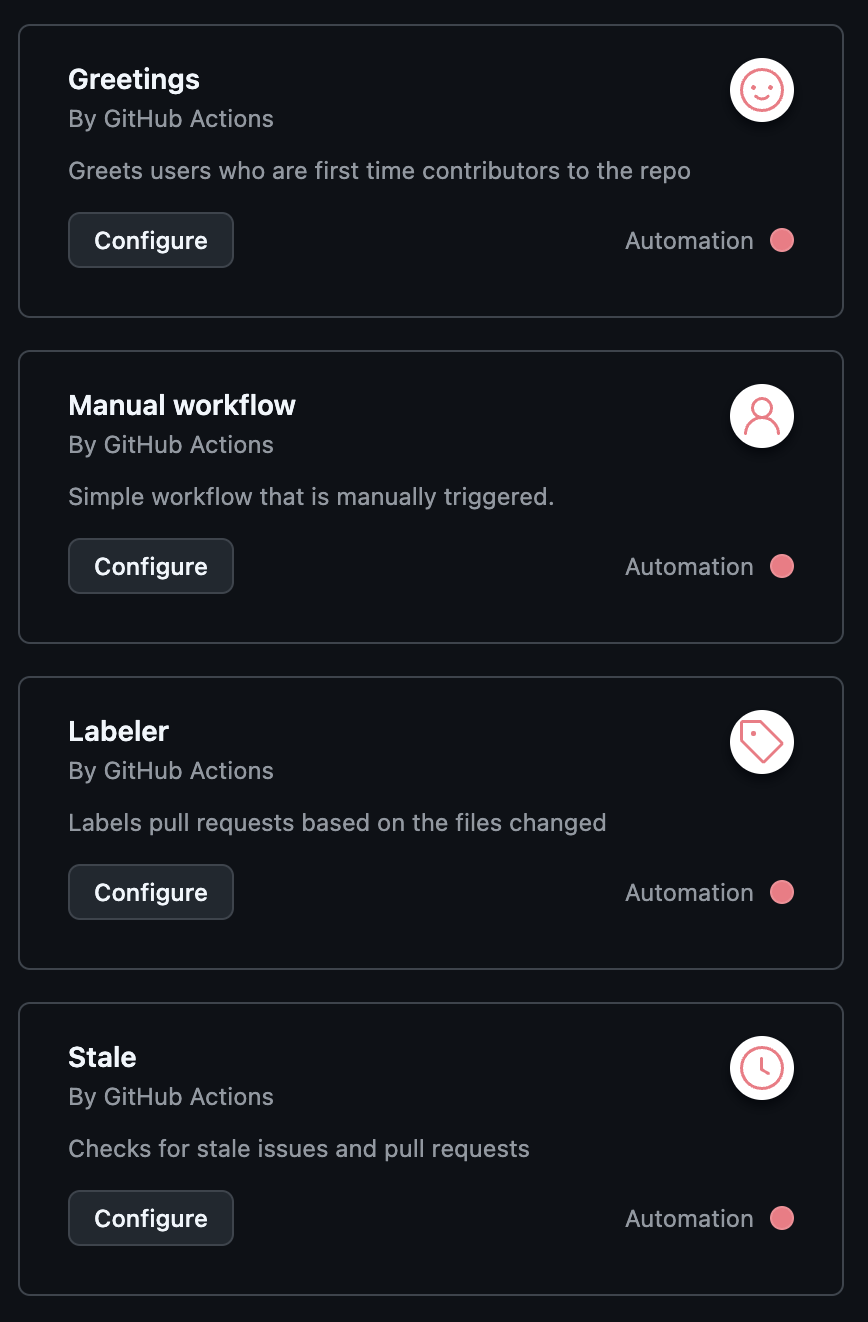 Greetings
By GitHub Actions
Greets users who are first time contributors to the repo
Configure
Automation
Manual workflow
By GitHub Actions
Simple workflow that is manually triggered.
Configure
Automation
Labeler
By GitHub Actions
Labels pull requests based on the files changed
Configure
Automation
Stale
By GitHub Actions
Checks for stale issues and pull requests
Configure
Automation